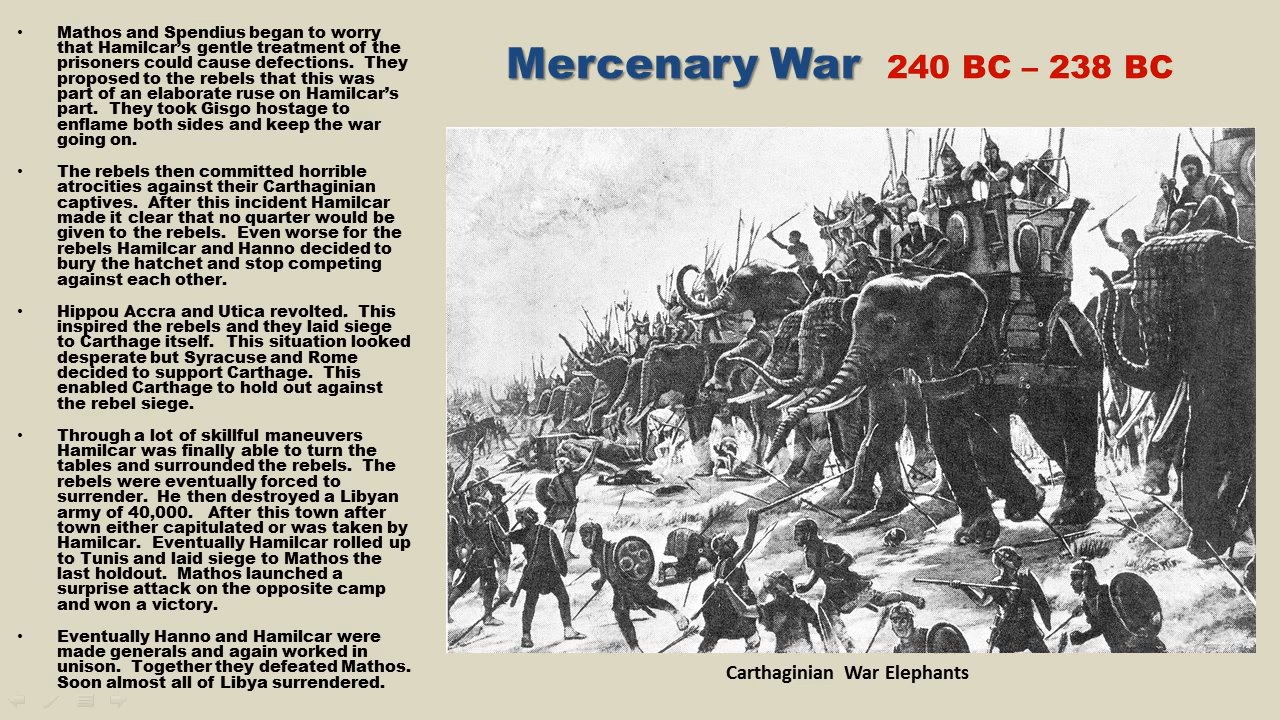 Mercenary War 240 BC – 238 BC
• Mathos and Spendius began to worry
that Hamilcar's gentle treatment of the
prisoners could cause defections. They
proposed to the rebels that this was
part of an elaborate ruse on Hamilcar's
part. They took Gisgo hostage to
enflame both sides and keep the war
going on.
• The rebels then committed horrible
atrocities against their Carthaginian
captives. After this incident Hamilcar
made it clear that no quarter would be
given to the rebels. Even worse for the
rebels Hamilcar and Hanno decided to
bury the hatchet and stop competing
against each other.
• Hippou Accra and Utica revolted. This
inspired the rebels and they laid siege
to Carthage itself. This situation looked
desperate but Syracuse and Rome
decided to support Carthage. This
enabled Carthage to hold out against
the rebel siege.
• Through a lot of skillful maneuvers
Hamilcar was finally able to turn the
tables and surrounded the rebels. The
rebels were eventually forced to
surrender. He then destroyed a Libyan
army of 40,000. After this town after
town either capitulated or was taken by
Hamilcar. Eventually Hamilcar rolled up
to Tunis and laid siege to Mathos the
last holdout. Mathos launched a
surprise attack on the opposite camp
and won a victory.
• Eventually Hanno and Hamilcar were
made generals and again worked in
unison. Together they defeated Mathos.
Soon almost all of Libya surrendered.
Carthaginian War Elephants